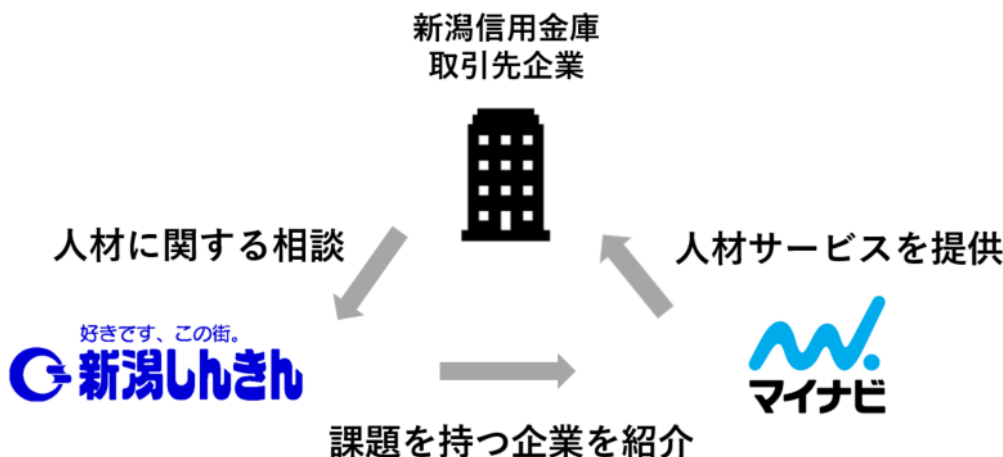 新潟信用金庫
取引先企業
人材に関する相談
人材サービスを提供
好きです、この街。
新潟しんきん
マイナビ
課題を持つ企業を紹介